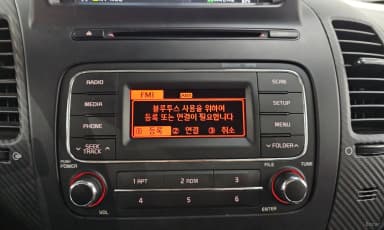 RADIO
MEDIA
PHONE
SEEK
TRACK
PUSH
POWER
VOL
FM1
블루투스 사용을 위하여
등록 또는 연결이 필요합니다
① 등록 ② 연결 ③ 취소
SCAN
SETUP
MENU
FOLDER
FILE
TUNE
ENTER
1 RPT
2 RDM
3
4
5
6